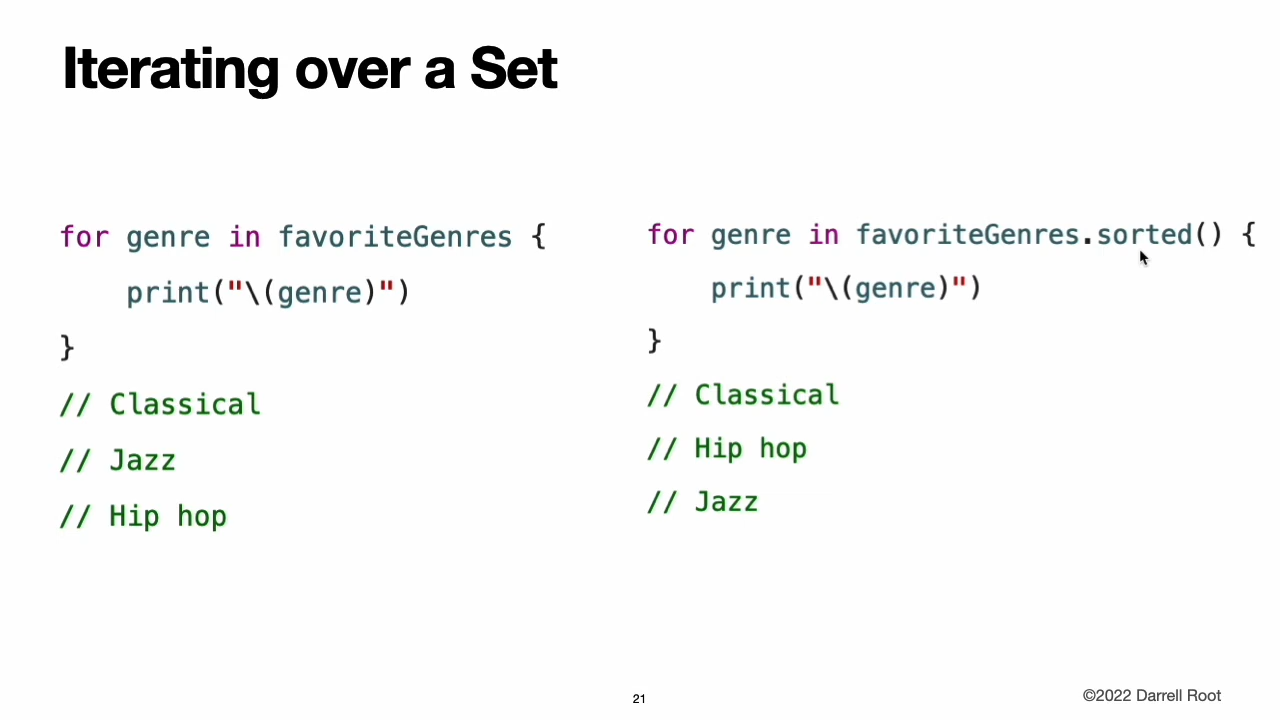 Iterating over a Set
for genre in favoriteGenres {
    print("\(genre)")
}
// Classical
// Jazz
// Hip hop
for genre in favoriteGenres.sorted() {
    print("\(genre)")
}
// Classical
// Hip hop
// Jazz
21
©2022 Darrell Root